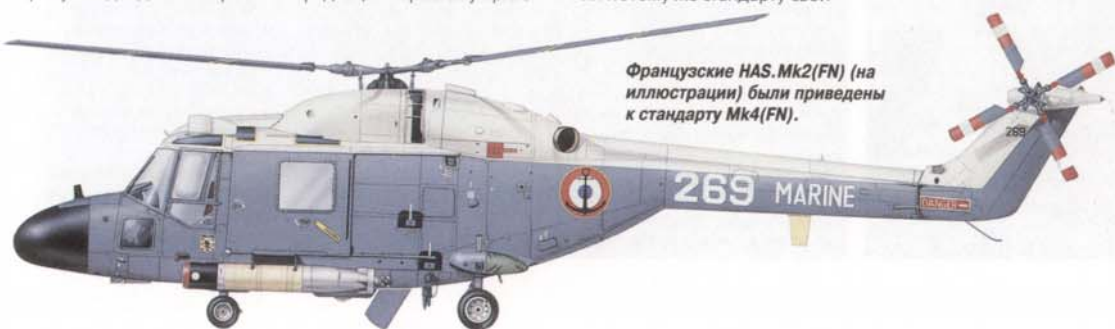 Французские HAS.Mk2(FN) (на
иллюстрации) были приведены
к стандарту Mk4(FN).
269
269 MARINE
DANGER